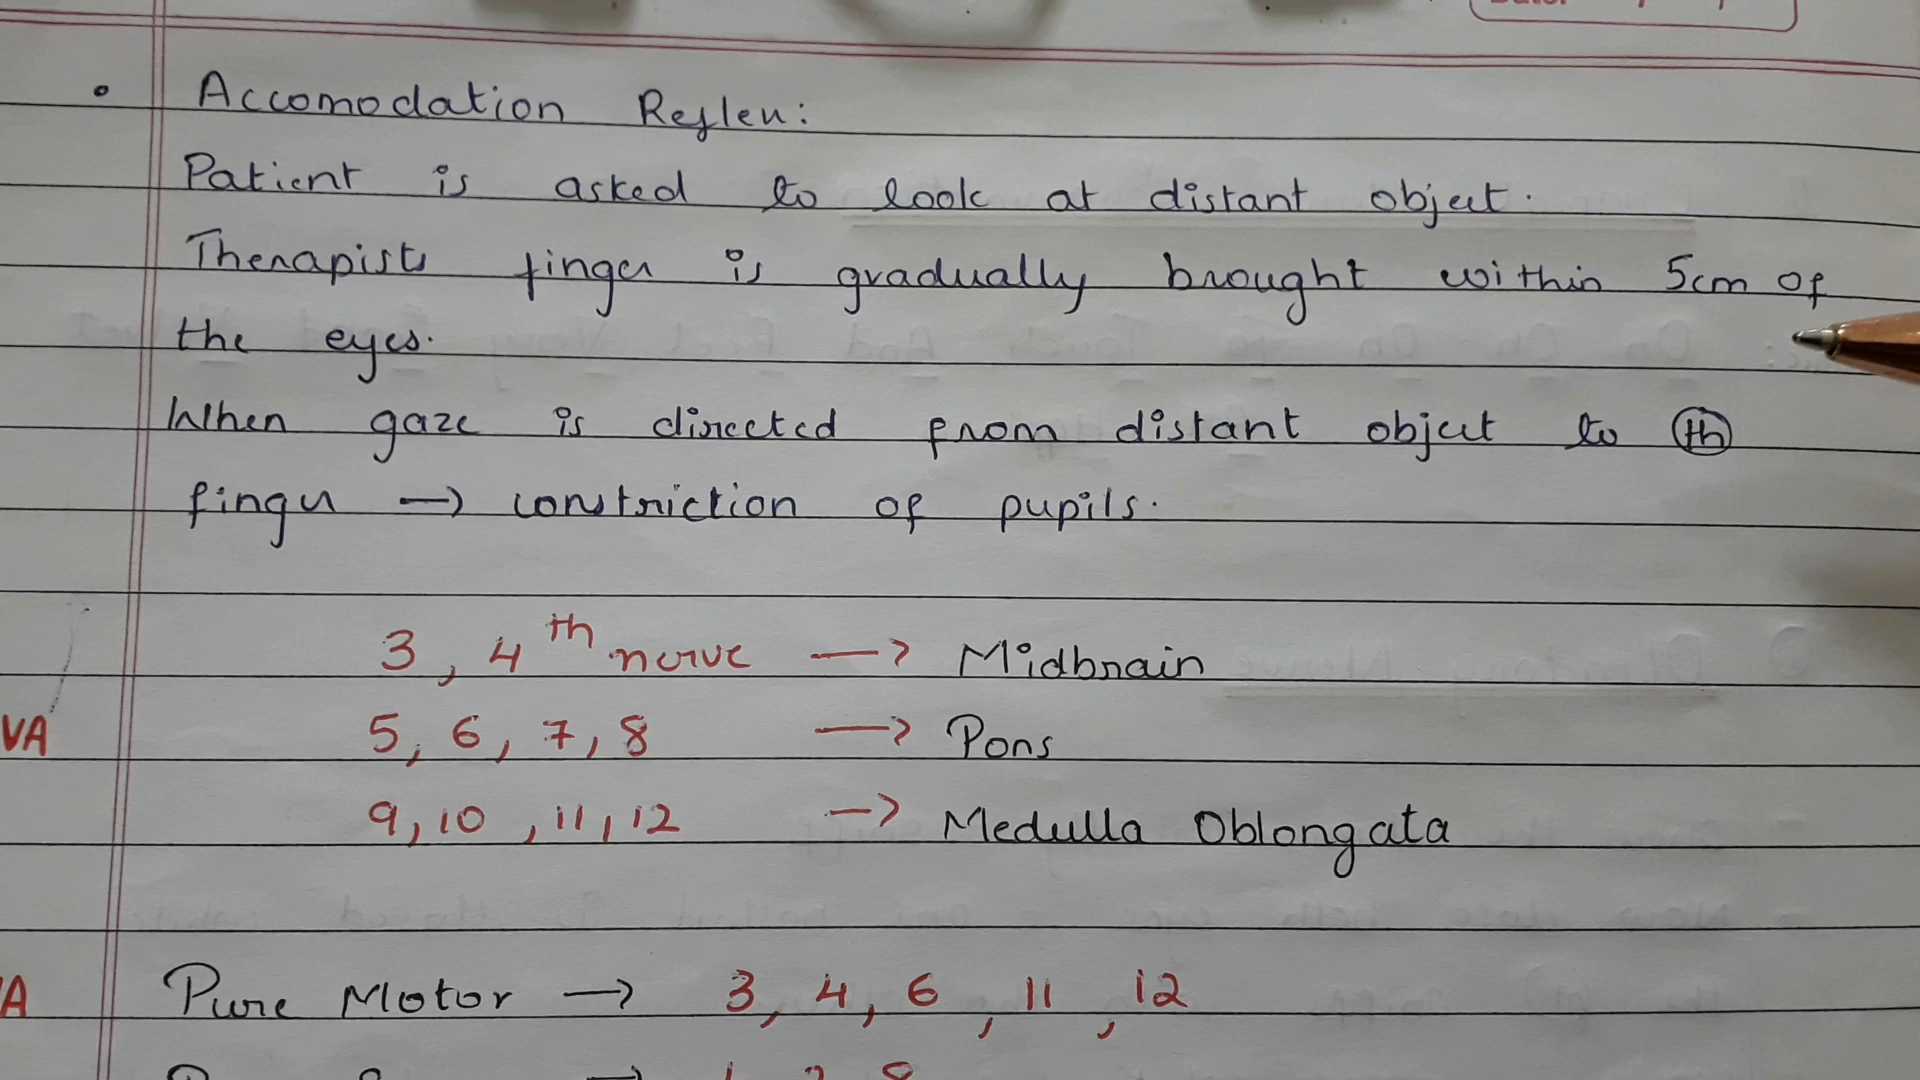 • Accomodation Reflex:
Patient is asked to look at distant object.
Therapists finger is gradually brought within 5cm of
the eyes.
When gaze is directed from distant object to (th)
finger → constriction of pupils.
3, 4th nerve → Midbrain
VA 5, 6, 7, 8 → Pons
9, 10, 11, 12 → Medulla Oblongata
A Pure Motor → 3, 4, 6, 11, 12